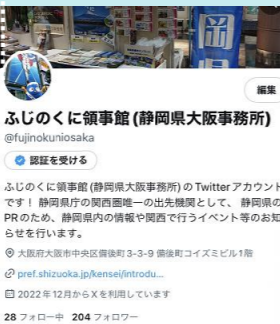 岡
編集
ふじのくに領事館 (静岡県大阪事務所)
@fujinokuniosaka
認証を受ける
ふじのくに領事館 (静岡県大阪事務所) の Twitter アカウント
です! 静岡県庁の関西圏唯一の出先機関として、 静岡県の
PRのため、静岡県内の情報や関西で行うイベント等のお知
らせを行います。
大阪府大阪市中央区備後町 3-3-9 備後町コイズミビル1階
pref.shizuoka.jp/kensei/introdu...
2022年12月からXを利用しています
28 フォロー中 204 フォロワー